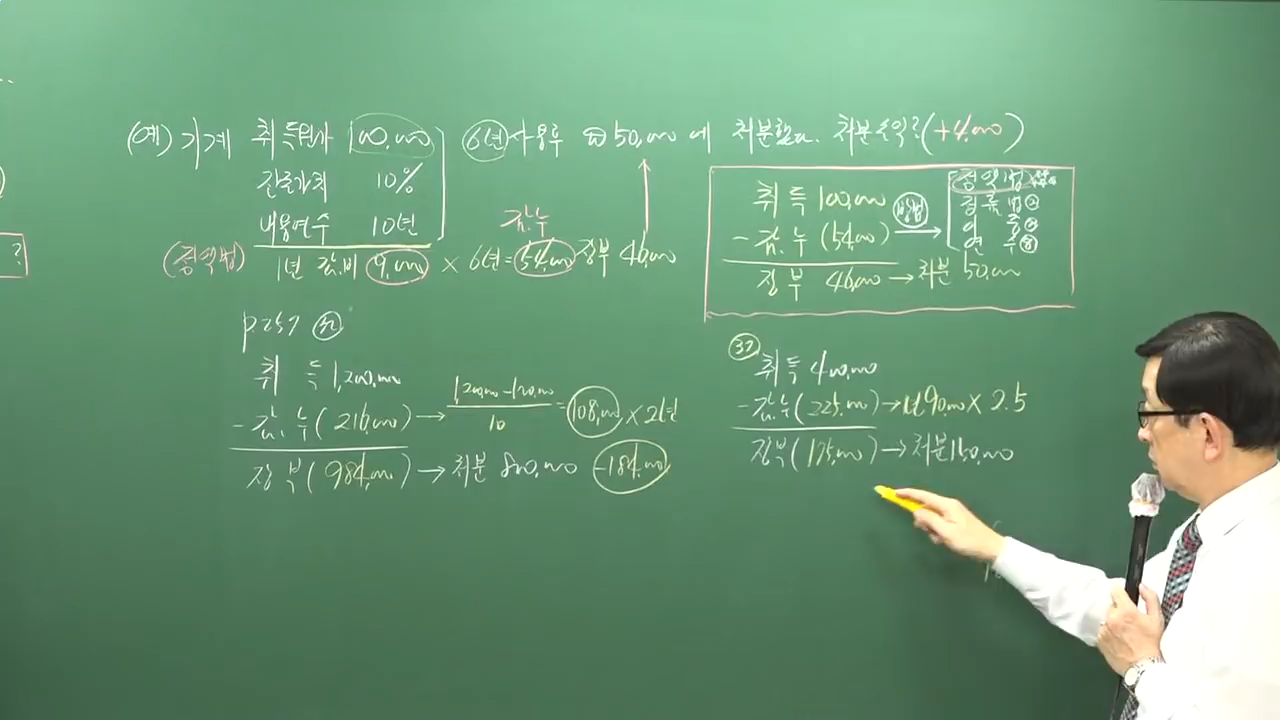 (예) 기계 취득원가 100,000 6년 사용후 ₩50,000에 처분했다. 처분손익?(+4,000)
잔존가치 10%
내용연수 10년
감.누
(정액법) 1년 감.비 9,000 × 6년 = 54,000 장부 46,000
취득 100,000 방법 정액법
- 감.누 (54,000) → 정률법
이중
연수
장부 46,000 → 처분 50,000
?
p.257
취득 1,200,000
- 감.누 (216,000) → 1,200,000 - 120,000 / 10 = 108,000 × 2년
장부 (984,000) → 처분 800,000 -184,000
37
취득 400,000
- 감.누 (225,000) → 1년 90,000 × 2.5
장부 (175,000) → 처분 150,000